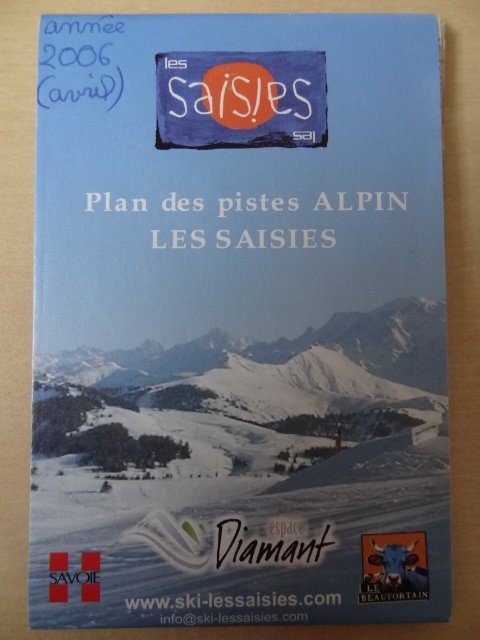 année
2006
(avril)
les
saisies
sal
Plan des pistes ALPIN
LES SAISIES
espace
Diamant
SAVOIE
LE
BEAUFORTAIN
www.ski-lessaisies.com
info@ski-lessaisies.com